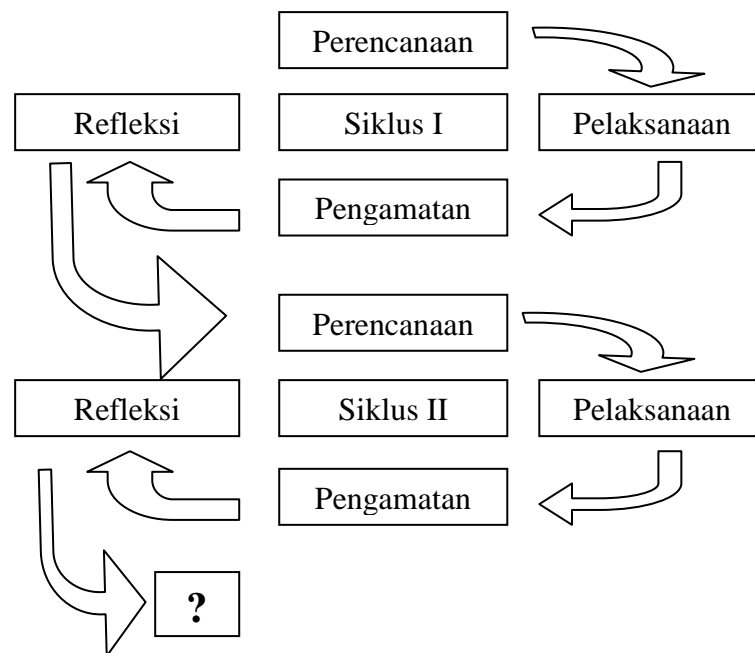 Perencanaan
Refleksi
Siklus I
Pelaksanaan
Pengamatan
Perencanaan
Refleksi
Siklus II
Pelaksanaan
Pengamatan
?